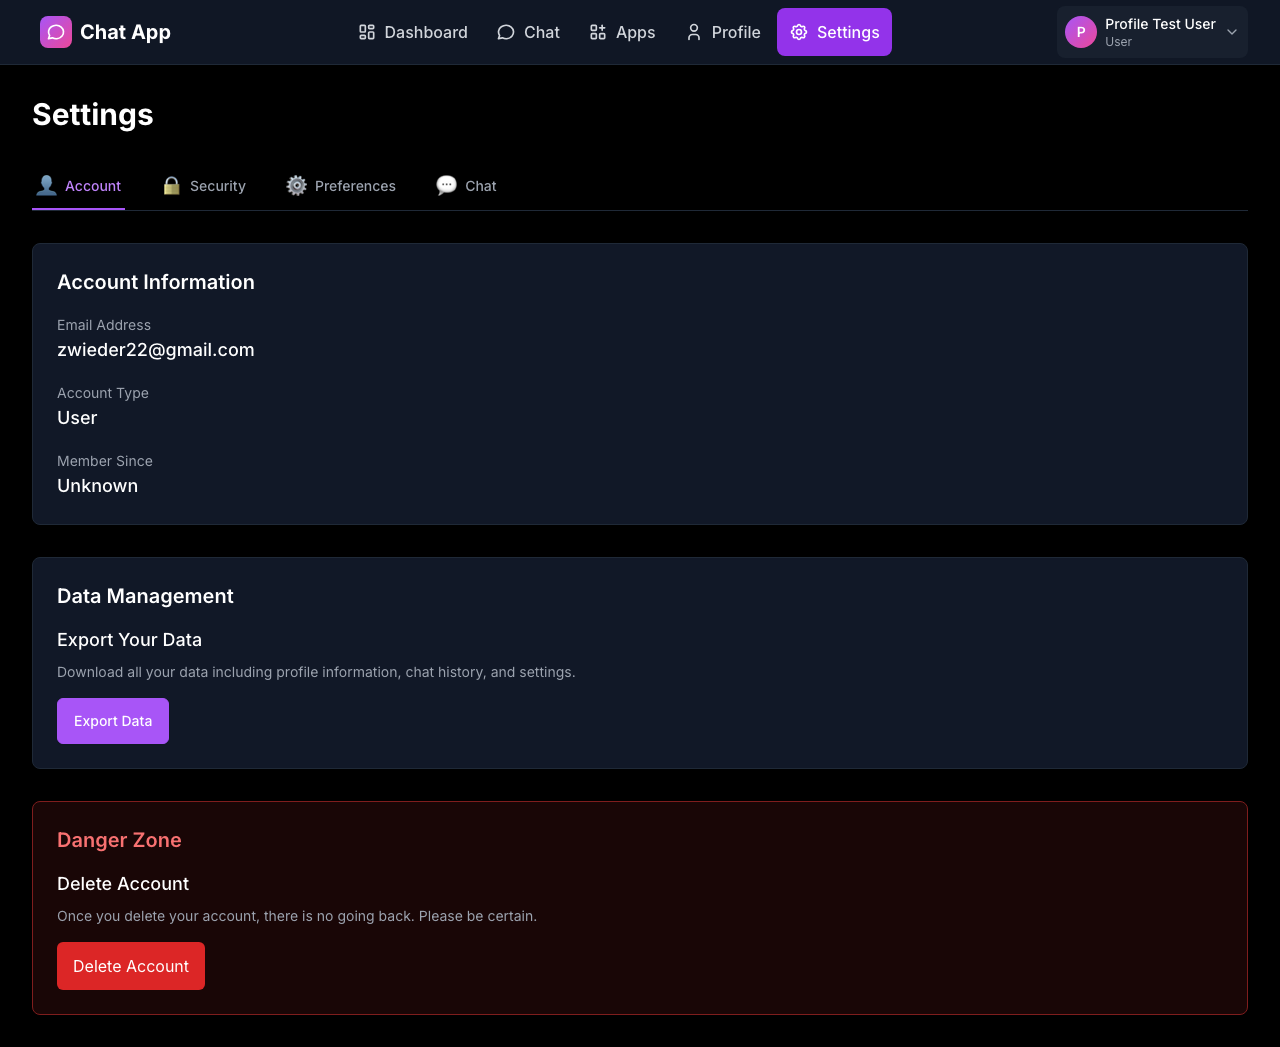 Chat App
Dashboard
Chat
Apps
Profile
Settings
P
Profile Test User
User
Settings
Account
Security
Preferences
Chat
Account Information
Email Address
zwieder22@gmail.com
Account Type
User
Member Since
Unknown
Data Management
Export Your Data
Download all your data including profile information, chat history, and settings.
Export Data
Danger Zone
Delete Account
Once you delete your account, there is no going back. Please be certain.
Delete Account